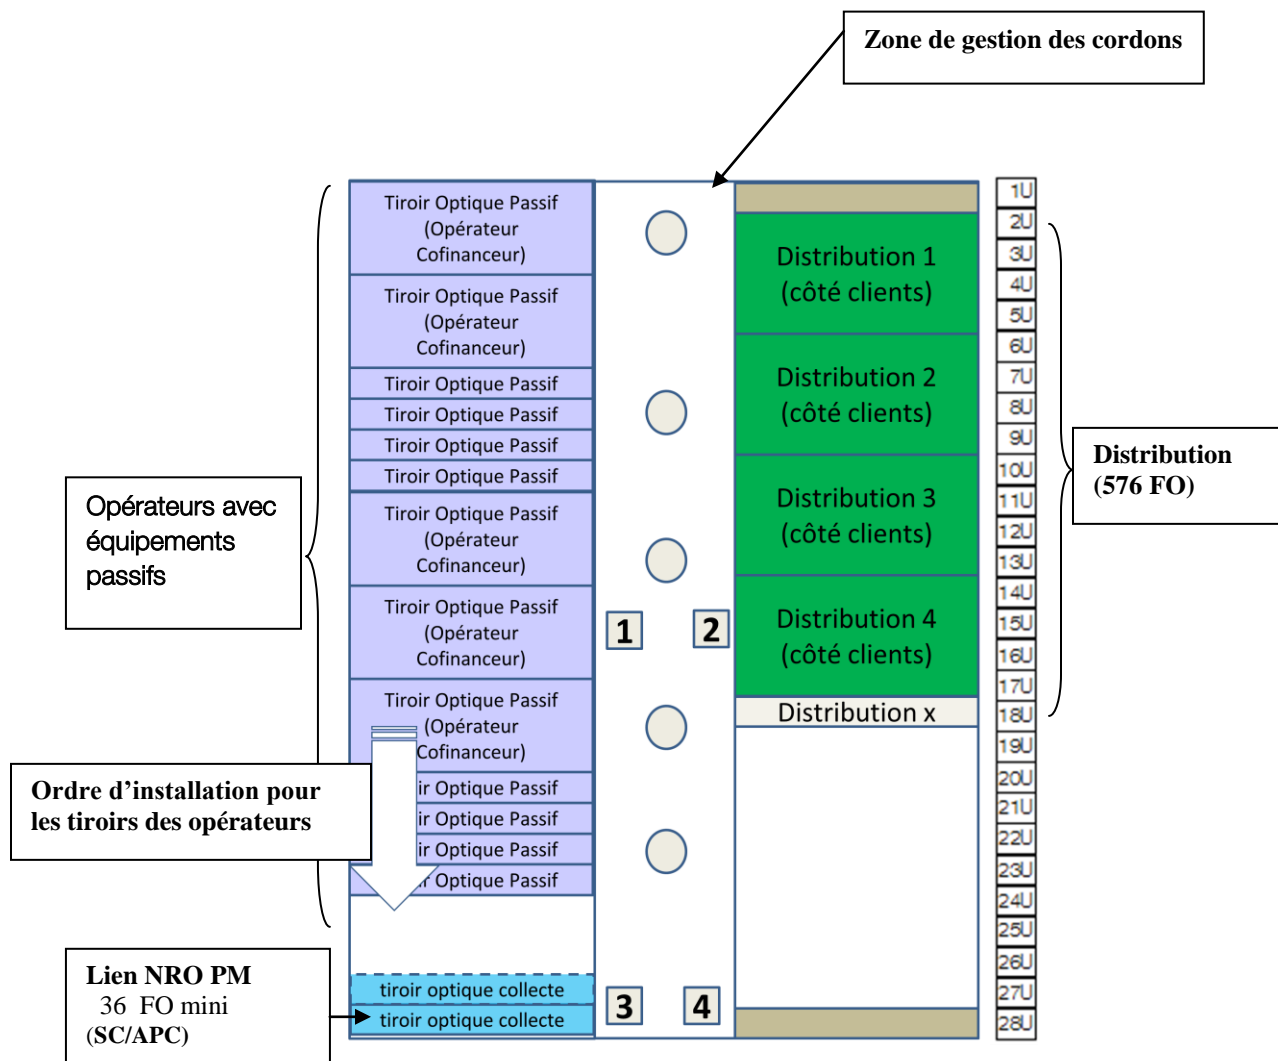 Zone de gestion des cordons
Tiroir Optique Passif
(Opérateur
Cofinanceur)
Tiroir Optique Passif
(Opérateur
Cofinanceur)
Tiroir Optique Passif
Tiroir Optique Passif
Tiroir Optique Passif
Tiroir Optique Passif
Tiroir Optique Passif
(Opérateur
Cofinanceur)
Tiroir Optique Passif
(Opérateur
Cofinanceur)
Tiroir Optique Passif
(Opérateur
Cofinanceur)
ir Optique Passif
ir Optique Passif
ir Optique Passif
ir Optique Passif
tiroir optique collecte
tiroir optique collecte
Opérateurs avec
équipements
passifs
Ordre d'installation pour
les tiroirs des opérateurs
Lien NRO PM
36 FO mini
(SC/APC)
1
2
3
4
Distribution 1
(côté clients)
Distribution 2
(côté clients)
Distribution 3
(côté clients)
Distribution 4
(côté clients)
Distribution x
1U
2U
3U
4U
5U
6U
7U
8U
9U
10U
11U
12U
13U
14U
15U
16U
17U
18U
19U
20U
21U
22U
23U
24U
25U
26U
27U
28U
Distribution
(576 FO)